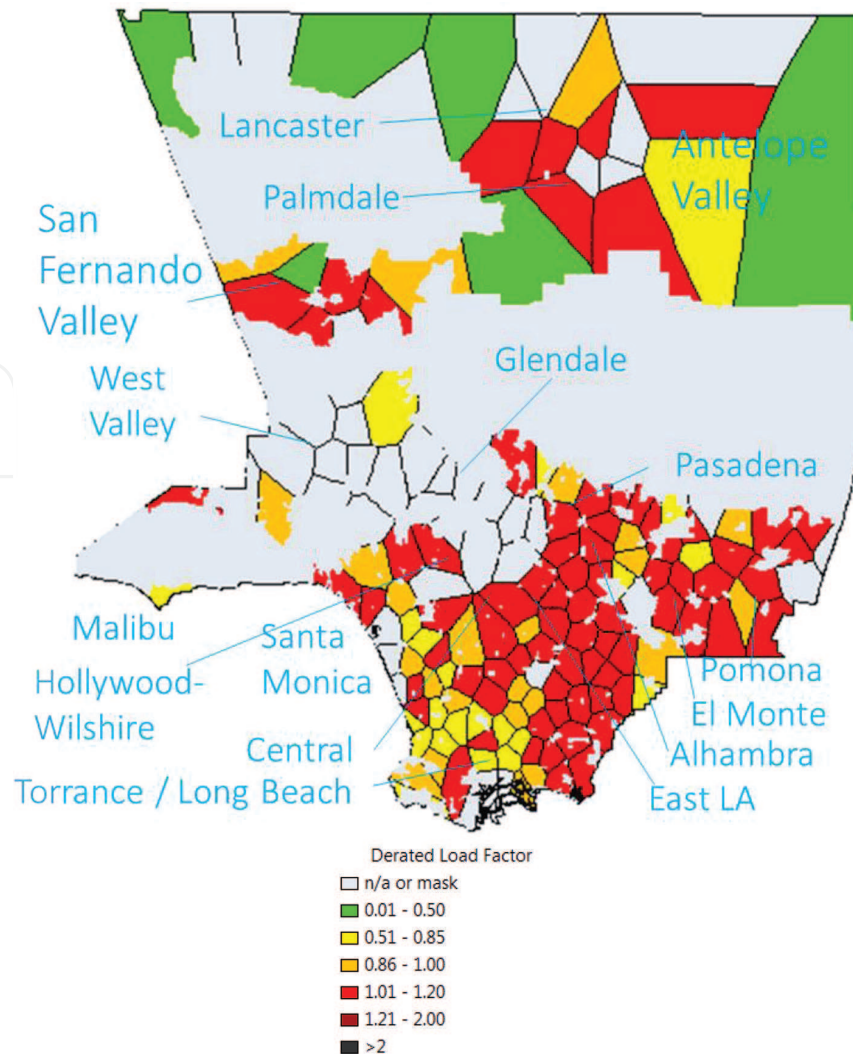 Lancaster
Antelope
Valley
Palmdale
San
Fernando
Valley
Glendale
West
Valley
Pasadena
Malibu
Santa
Monica
Hollywood-
Wilshire
Pomona
El Monte
Central
Alhambra
Torrance / Long Beach
East LA
Derated Load Factor
n/a or mask
0.01 - 0.50
0.51 - 0.85
0.86 - 1.00
1.01 - 1.20
1.21 - 2.00
>2